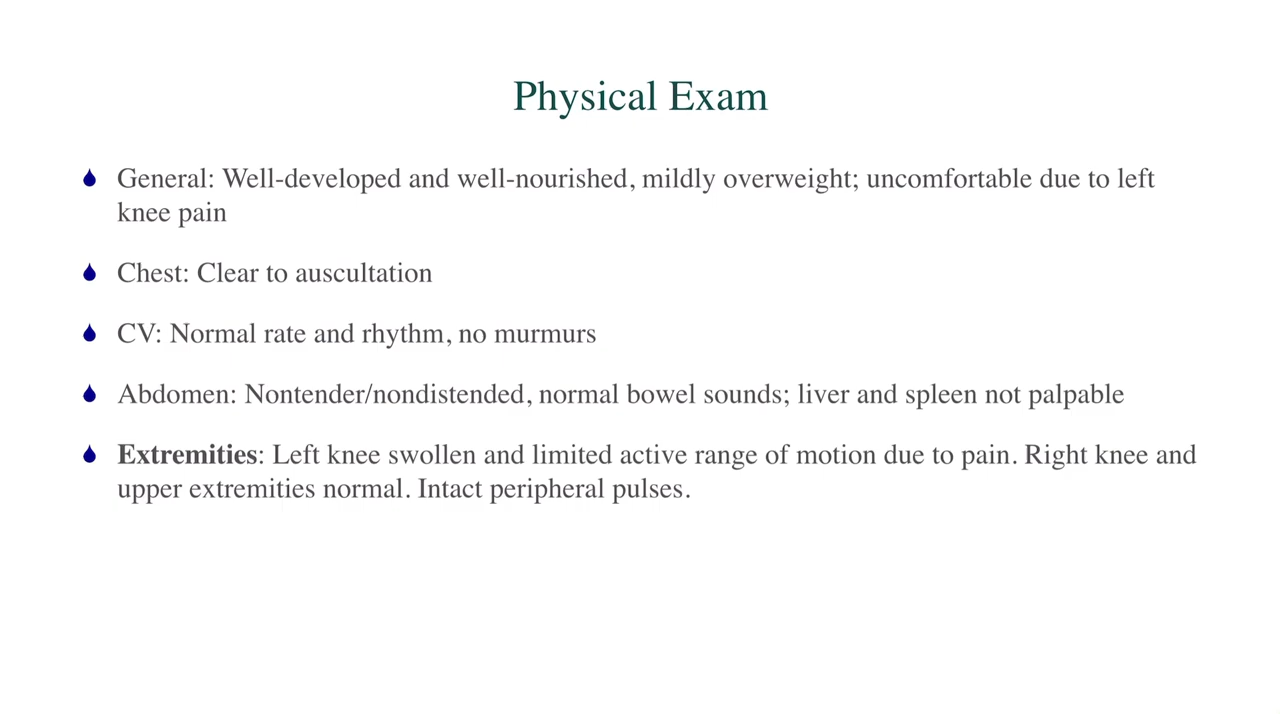 Physical Exam
General: Well-developed and well-nourished, mildly overweight; uncomfortable due to left
knee pain
Chest: Clear to auscultation
CV: Normal rate and rhythm, no murmurs
Abdomen: Nontender/nondistended, normal bowel sounds; liver and spleen not palpable
Extremities: Left knee swollen and limited active range of motion due to pain. Right knee and
upper extremities normal. Intact peripheral pulses.